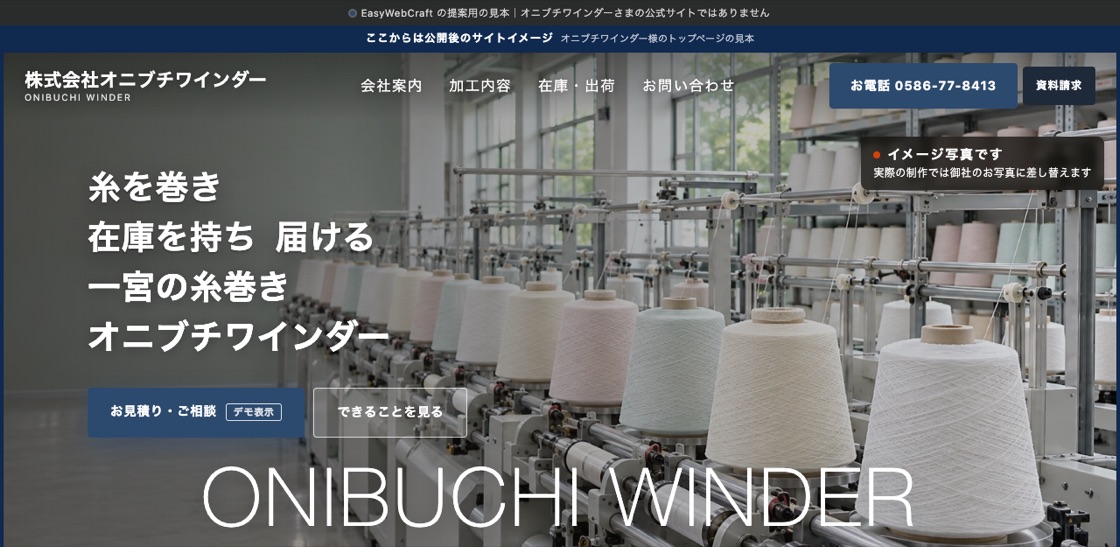 EasyWebCraft の提案用の見本｜オニブチワインダーさまの公式サイトではありません
ここからは公開後のサイトイメージ オニブチワインダー様のトップページの見本
株式会社オニブチワインダー
ONIBUCHI WINDER
会社案内 加工内容 在庫・出荷 お問い合わせ
お電話 0586-77-8413
資料請求
イメージ写真です
実際の制作では御社のお写真に差し替えます
糸を巻き
在庫を持ち 届ける
一宮の糸巻き
オニブチワインダー
お見積り・ご相談 デモ表示
できることを見る
ONIBUCHI WINDER